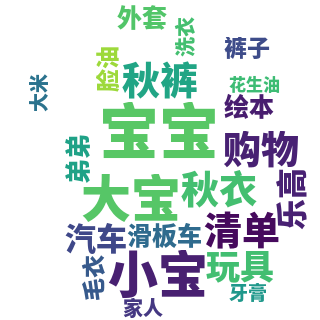 外套
洗衣
裤子
脸油
秋裤
花生油
大米
绘本
宝宝
购物
弟弟
大宝
秋衣
乐高
清单
汽车
滑板车
小宝
玩具
毛衣
牙膏
家人